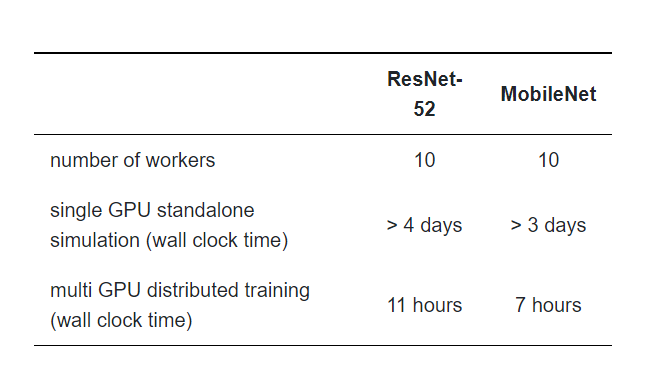 ResNet-
52
MobileNet
number of workers
10
10
single GPU standalone
simulation (wall clock time)
> 4 days
> 3 days
multi GPU distributed training
(wall clock time)
11 hours
7 hours